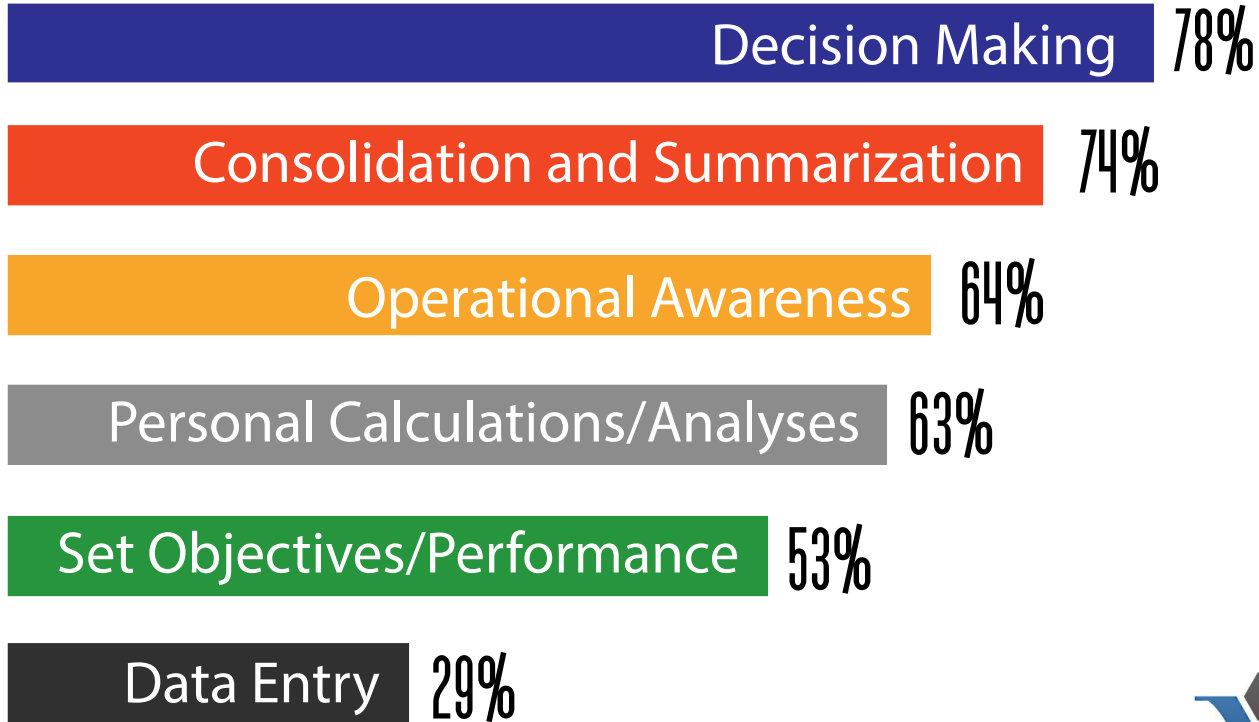 Decision Making 78%
Consolidation and Summarization 74%
Operational Awareness 64%
Personal Calculations/Analyses 63%
Set Objectives/Performance 53%
Data Entry 29%